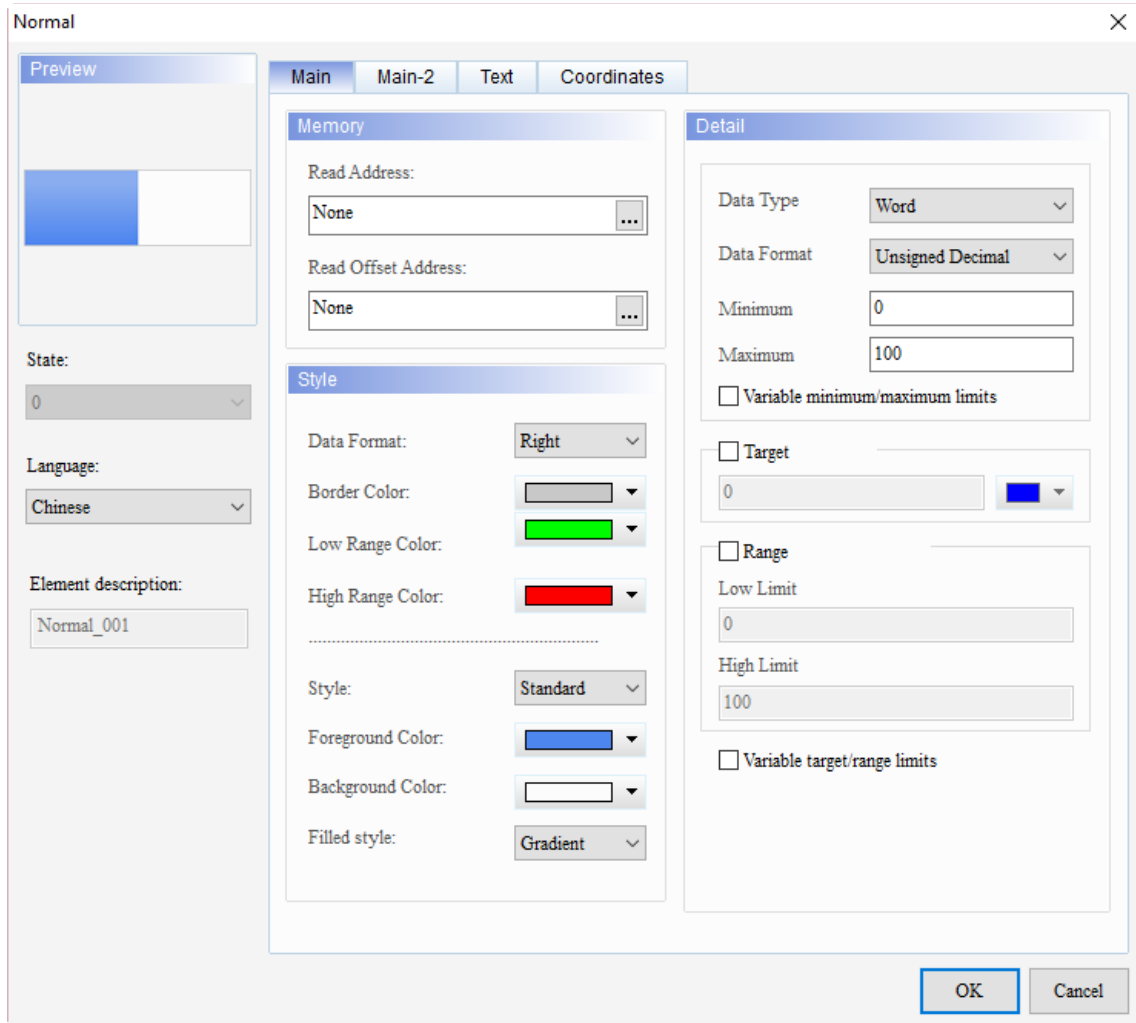 Normal
Preview
State:
0
Language:
Chinese
Element description:
Normal_001
Main
Main-2
Text
Coordinates
Memory
Read Address:
None
...
Read Offset Address:
None
...
Style
Data Format:
Right
Border Color:
Low Range Color:
High Range Color:
Style:
Standard
Foreground Color:
Background Color:
Filled style:
Gradient
Detail
Data Type
Word
Data Format
Unsigned Decimal
Minimum
0
Maximum
100
Variable minimum/maximum limits
Target
0
Range
Low Limit
0
High Limit
100
Variable target/range limits
OK
Cancel